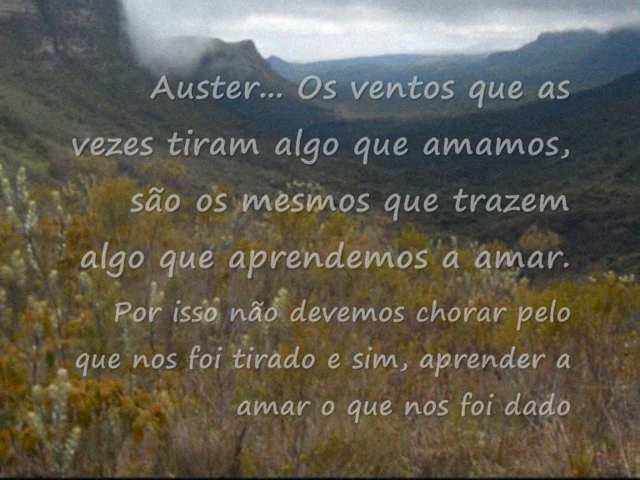 Auster... Os ventos que as
vezes tiram algo que amamos,
são os mesmos que trazem
algo que aprendemos a amar.
Por isso não devemos chorar pelo
que nos foi tirado e sim, aprender a
amar o que nos foi dado